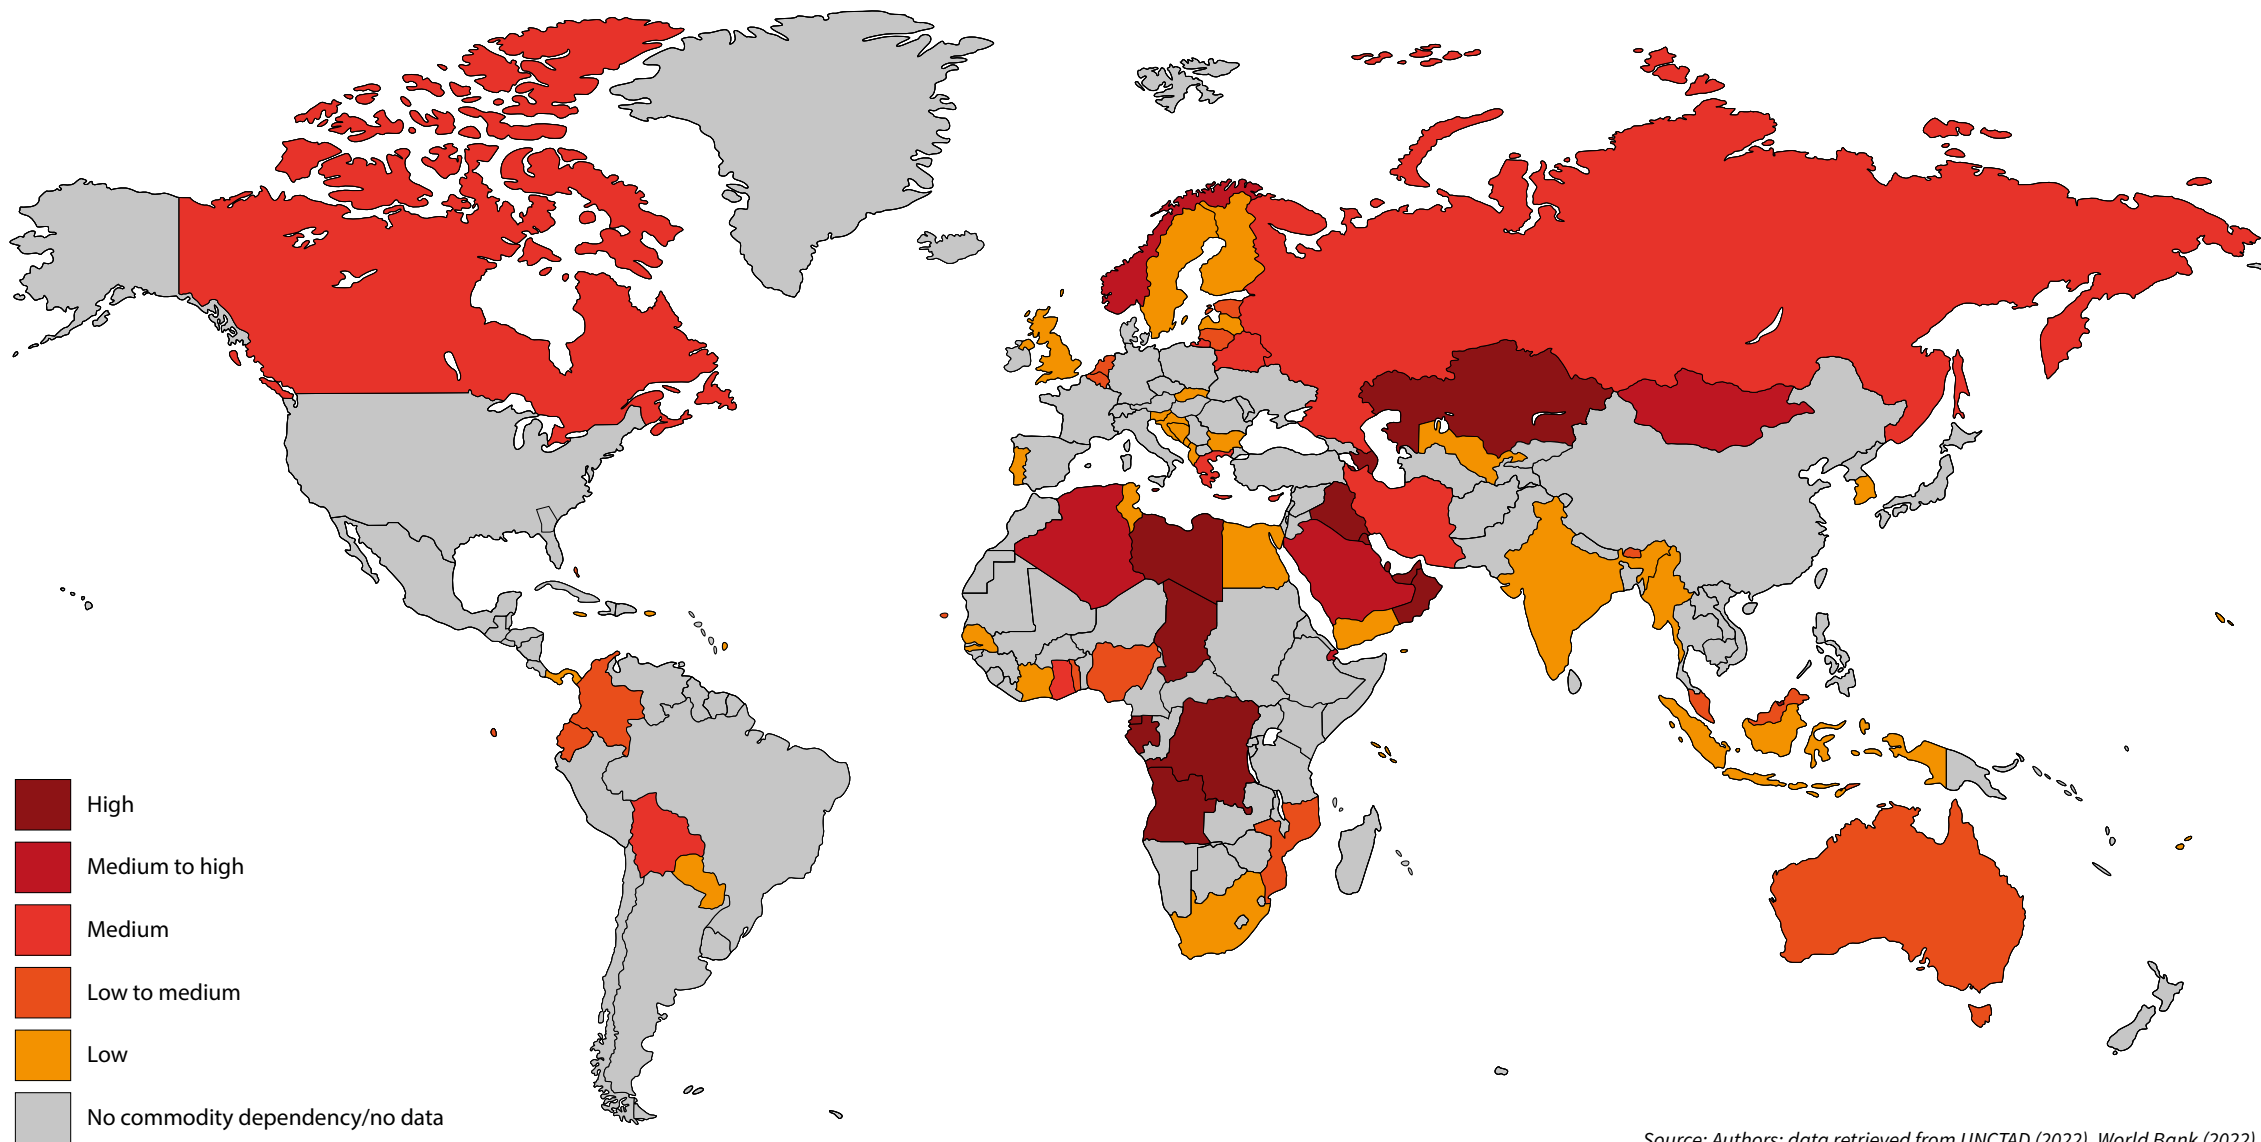 High
Medium to high
Medium
Low to medium
Low
No commodity dependency/no data
Source: Authors; data retrieved from UNCTAD (2022), World Bank (2022)